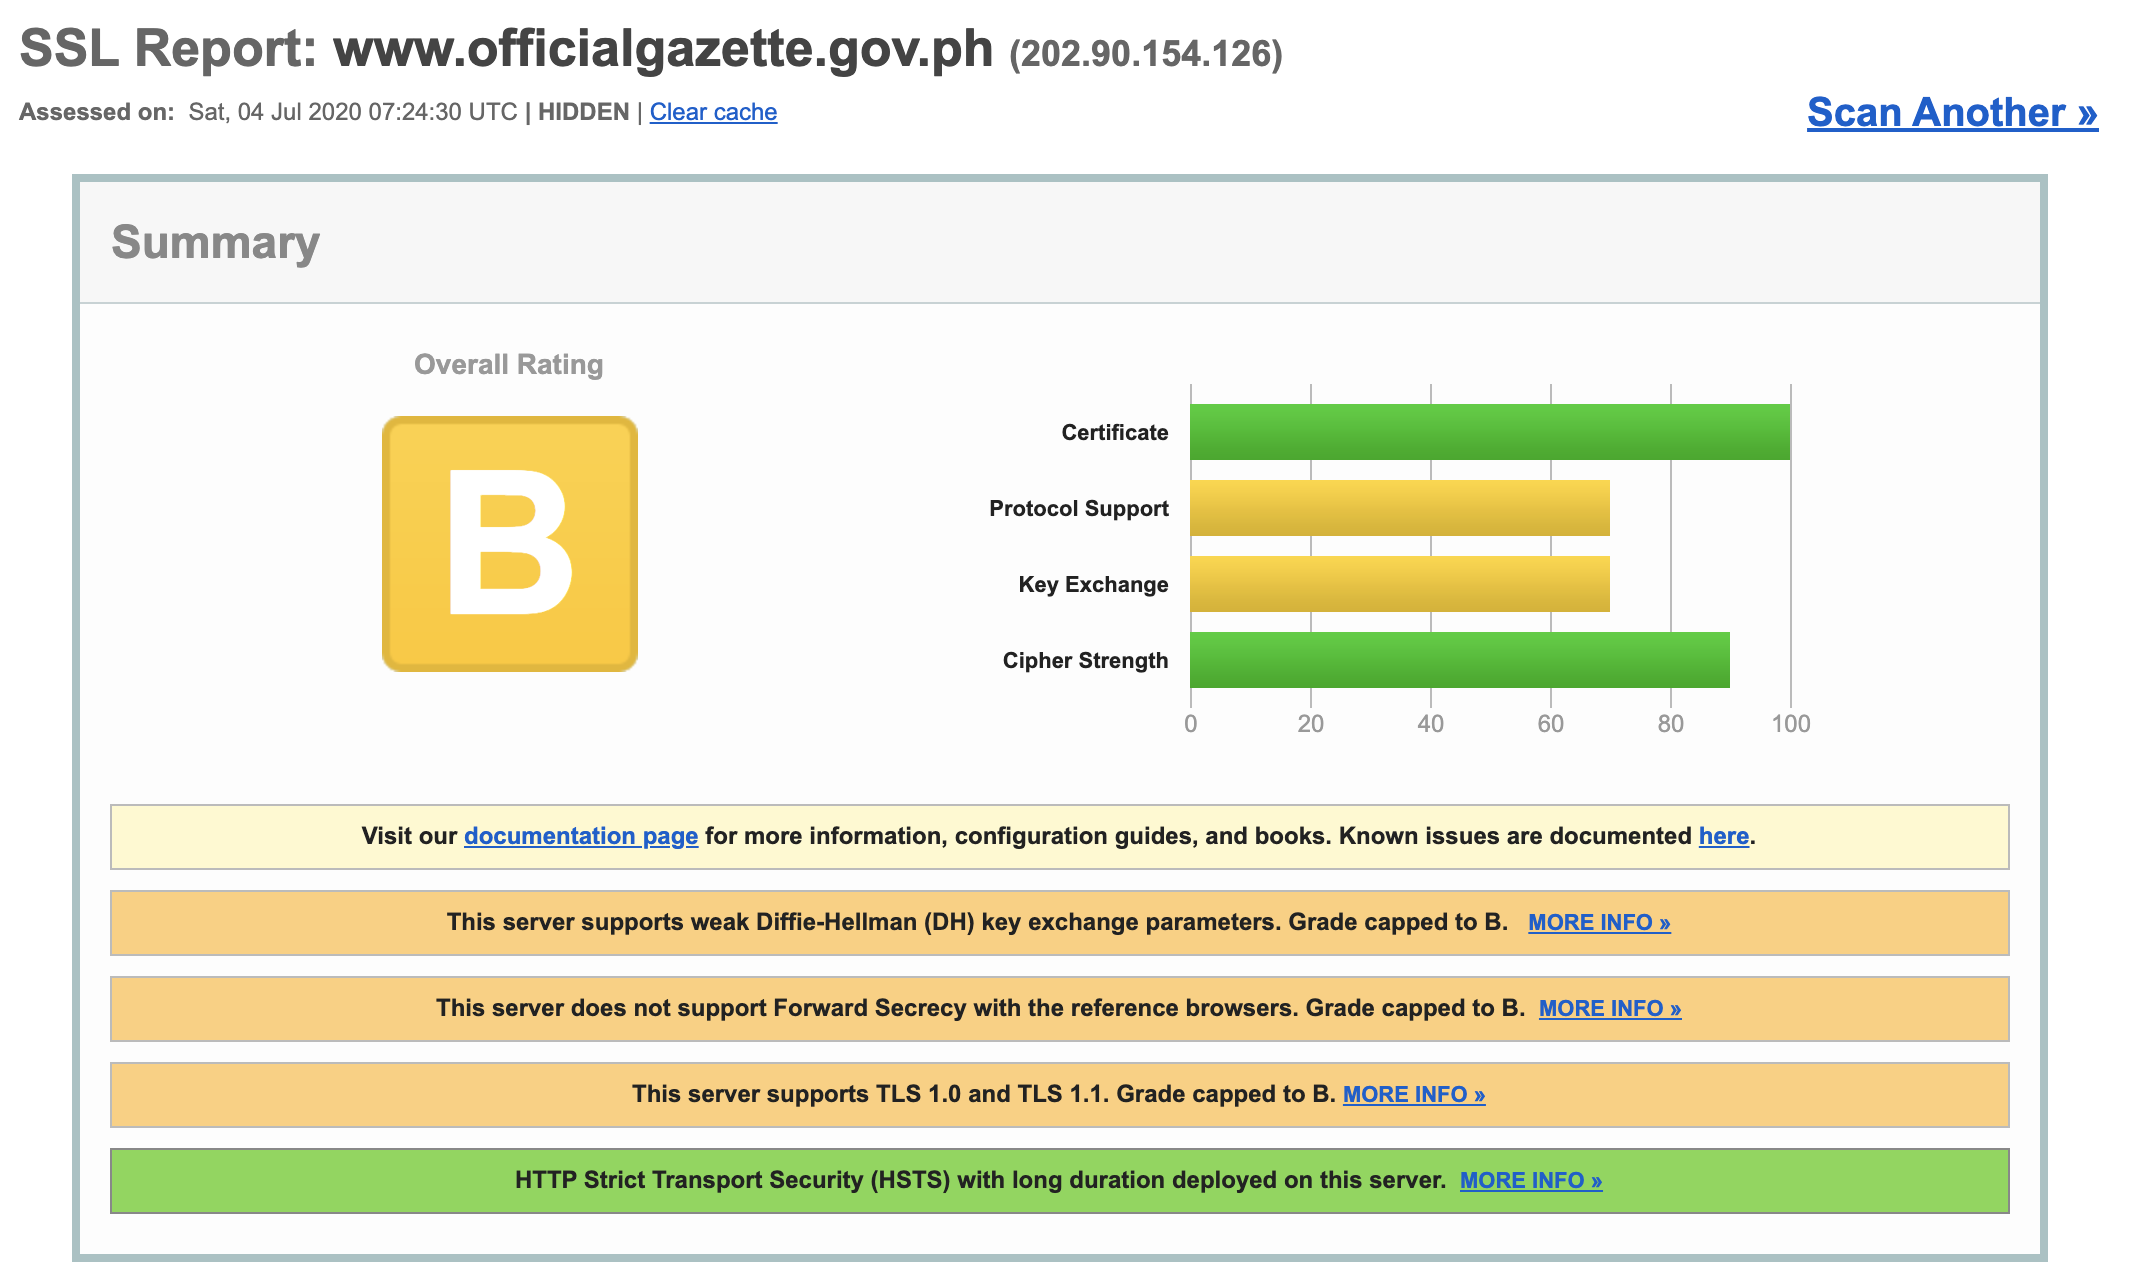 SSL Report: www.officialgazette.gov.ph (202.90.154.126)
Assessed on: Sat, 04 Jul 2020 07:24:30 UTC | HIDDEN | Clear cache
Scan Another »
Summary
Overall Rating
B
Certificate
Protocol Support
Key Exchange
Cipher Strength
0 20 40 60 80 100
Visit our documentation page for more information, configuration guides, and books. Known issues are documented here.
This server supports weak Diffie-Hellman (DH) key exchange parameters. Grade capped to B. MORE INFO »
This server does not support Forward Secrecy with the reference browsers. Grade capped to B. MORE INFO »
This server supports TLS 1.0 and TLS 1.1. Grade capped to B. MORE INFO »
HTTP Strict Transport Security (HSTS) with long duration deployed on this server. MORE INFO »